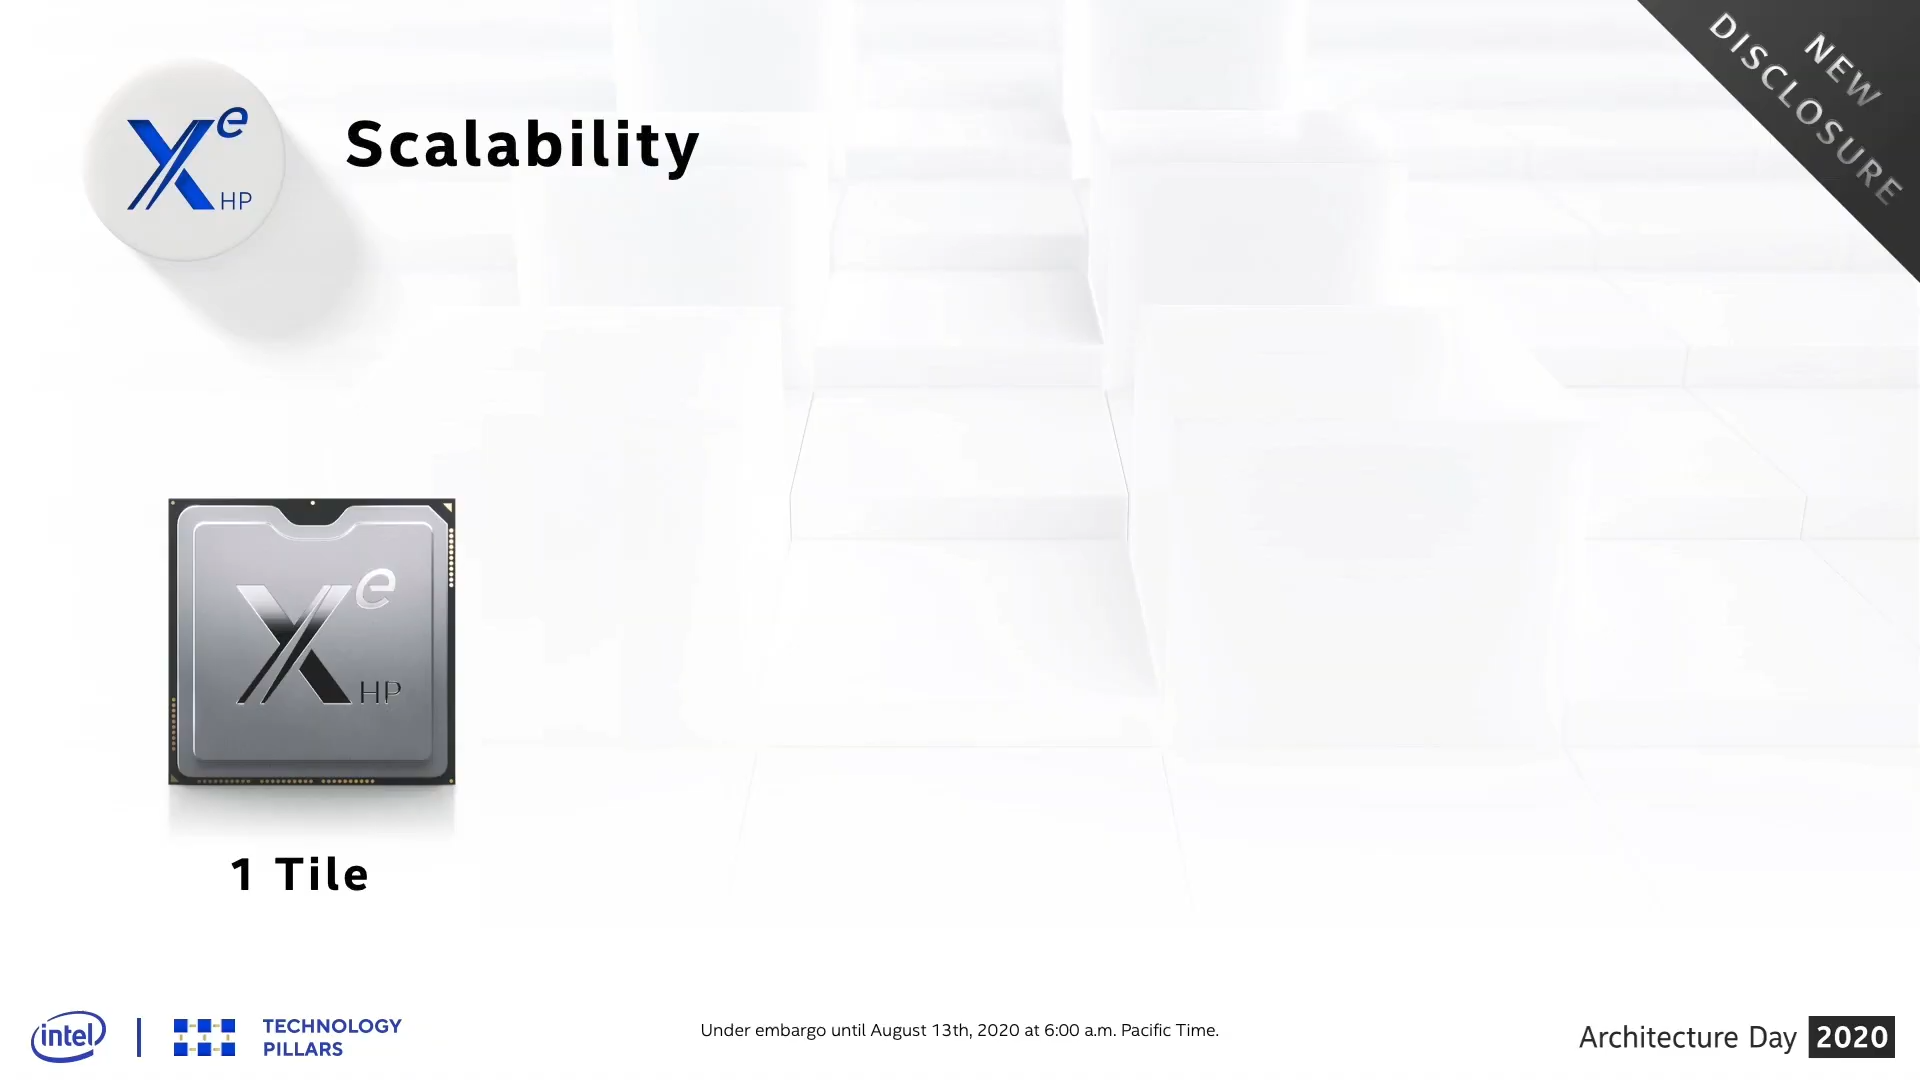 NEW
DISCLOSURE
Xe HP
Scalability
Xe HP
1 Tile
intel
TECHNOLOGY
PILLARS
Under embargo until August 13th, 2020 at 6:00 a.m. Pacific Time.
Architecture Day 2020